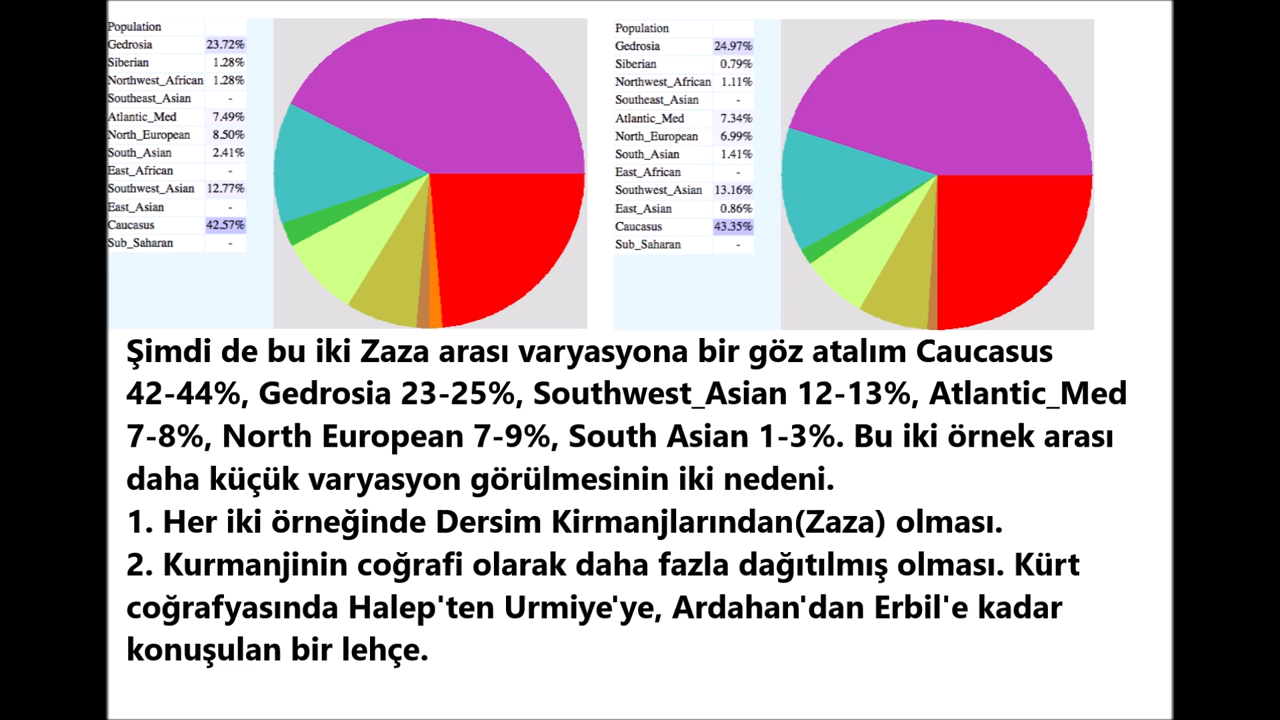 Population
Gedrosia 23.72%
Siberian 1.28%
Northwest_African 1.28%
Southeast_Asian -
Atlantic_Med 7.49%
North_European 8.50%
South_Asian 2.41%
East_African -
Southwest_Asian 12.77%
East_Asian -
Caucasus 42.57%
Sub_Saharan -
Population
Gedrosia 24.97%
Siberian 0.79%
Northwest_African 1.11%
Southeast_Asian -
Atlantic_Med 7.34%
North_European 6.99%
South_Asian 1.41%
East_African -
Southwest_Asian 13.16%
East_Asian 0.86%
Caucasus 43.35%
Sub_Saharan -
Şimdi de bu iki Zaza arası varyasyona bir göz atalım Caucasus
42-44%, Gedrosia 23-25%, Southwest_Asian 12-13%, Atlantic_Med
7-8%, North European 7-9%, South Asian 1-3%. Bu iki örnek arası
daha küçük varyasyon görülmesinin iki nedeni.
1. Her iki örneğinde Dersim Kirmanjlarından(Zaza) olması.
2. Kurmanjinin coğrafi olarak daha fazla dağıtılmış olması. Kürt
coğrafyasında Halep'ten Urmiye'ye, Ardahan'dan Erbil'e kadar
konuşulan bir lehçe.